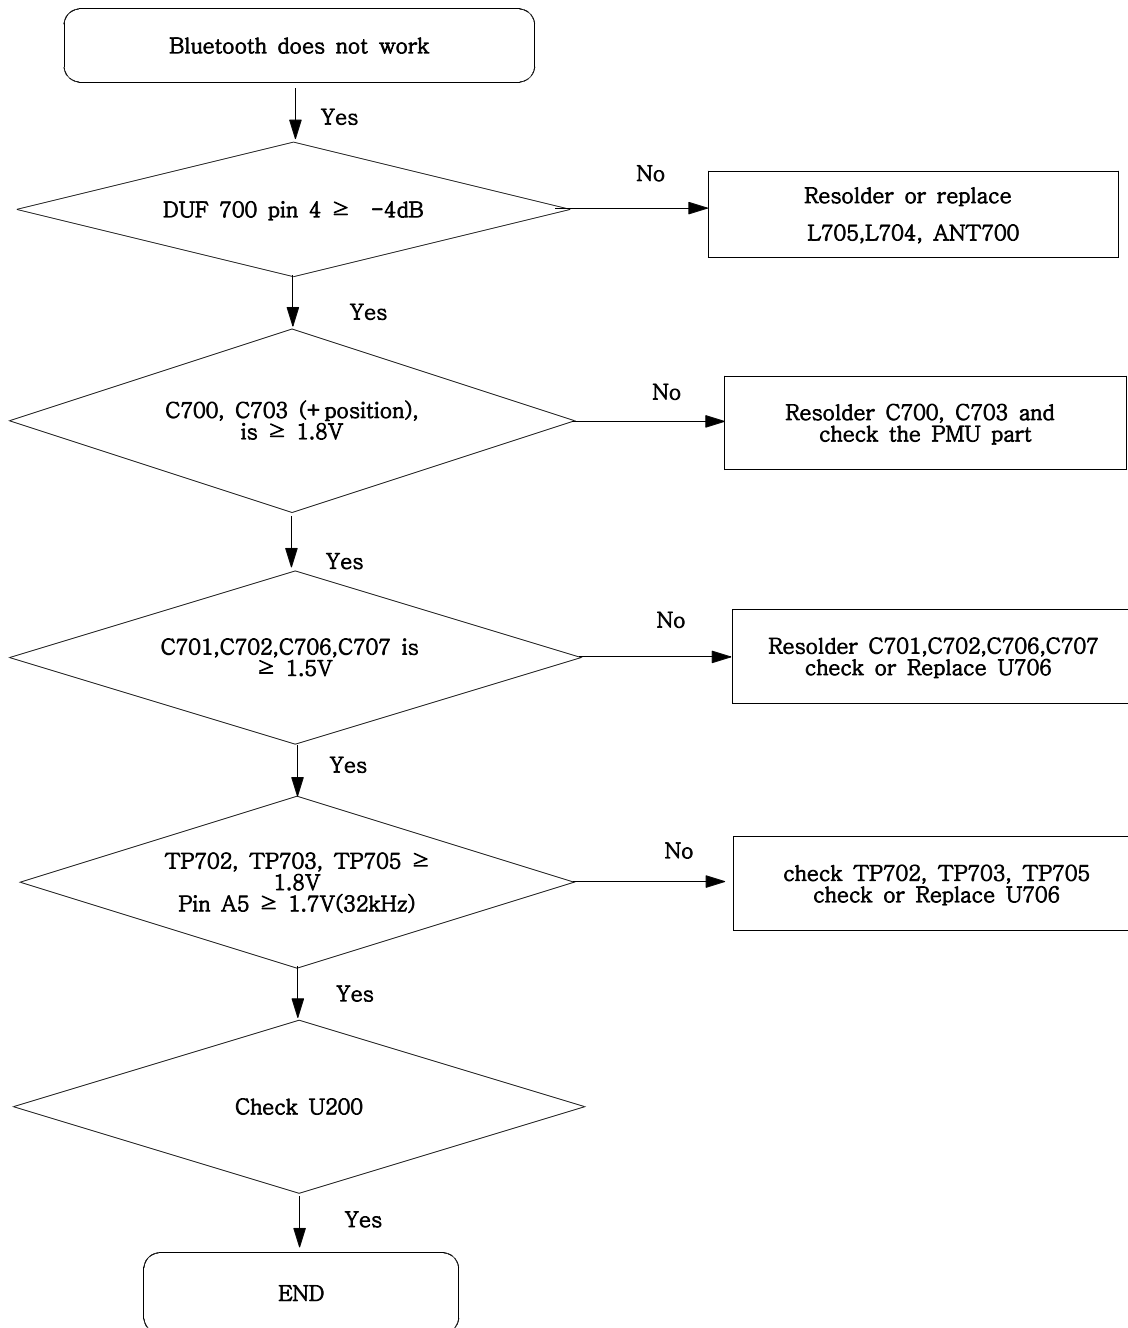 Bluetooth does not work
Yes
DUF 700 pin 4 ≥ -4dB
No
Resolder or replace
L705,L704, ANT700
Yes
C700, C703 (+position),
is ≥ 1.8V
No
Resolder C700, C703 and
check the PMU part
Yes
C701,C702,C706,C707 is
≥ 1.5V
No
Resolder C701,C702,C706,C707
check or Replace U706
Yes
TP702, TP703, TP705 ≥
1.8V
Pin A5 ≥ 1.7V(32kHz)
No
check TP702, TP703, TP705
check or Replace U706
Yes
Check U200
Yes
END